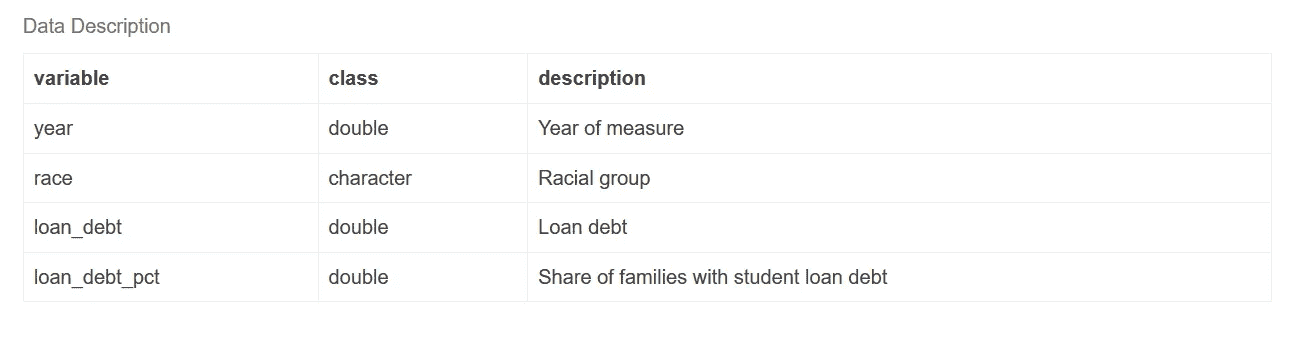 Data Description
variable class description
year double Year of measure
race character Racial group
loan_debt double Loan debt
loan_debt_pct double Share of families with student loan debt